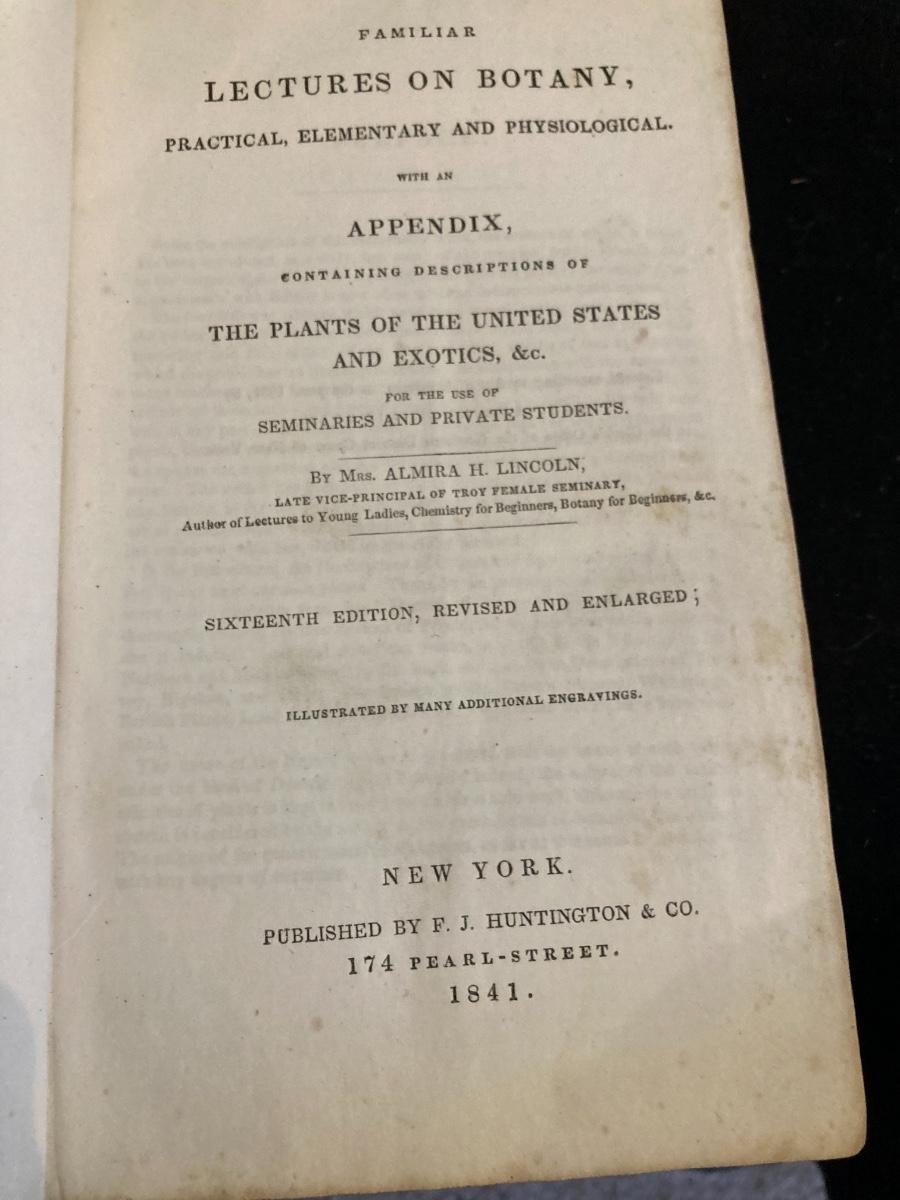 FAMILIAR
LECTURES ON BOTANY,
PRACTICAL, ELEMENTARY AND PHYSIOLOGICAL.
WITH AN
APPENDIX,
CONTAINING DESCRIPTIONS OF
THE PLANTS OF THE UNITED STATES
AND EXOTICS, &c.
FOR THE USE OF
SEMINARIES AND PRIVATE STUDENTS.
BY MRS. ALMIRA H. LINCOLN,
LATE VICE-PRINCIPAL OF TROY FEMALE SEMINARY,
Author of Lectures to Young Ladies, Chemistry for Beginners, Botany for Beginners, &c.
SIXTEENTH EDITION, REVISED AND ENLARGED;
ILLUSTRATED BY MANY ADDITIONAL ENGRAVINGS.
NEW YORK.
PUBLISHED BY F. J. HUNTINGTON & CO.
174 PEARL-STREET.
1841.